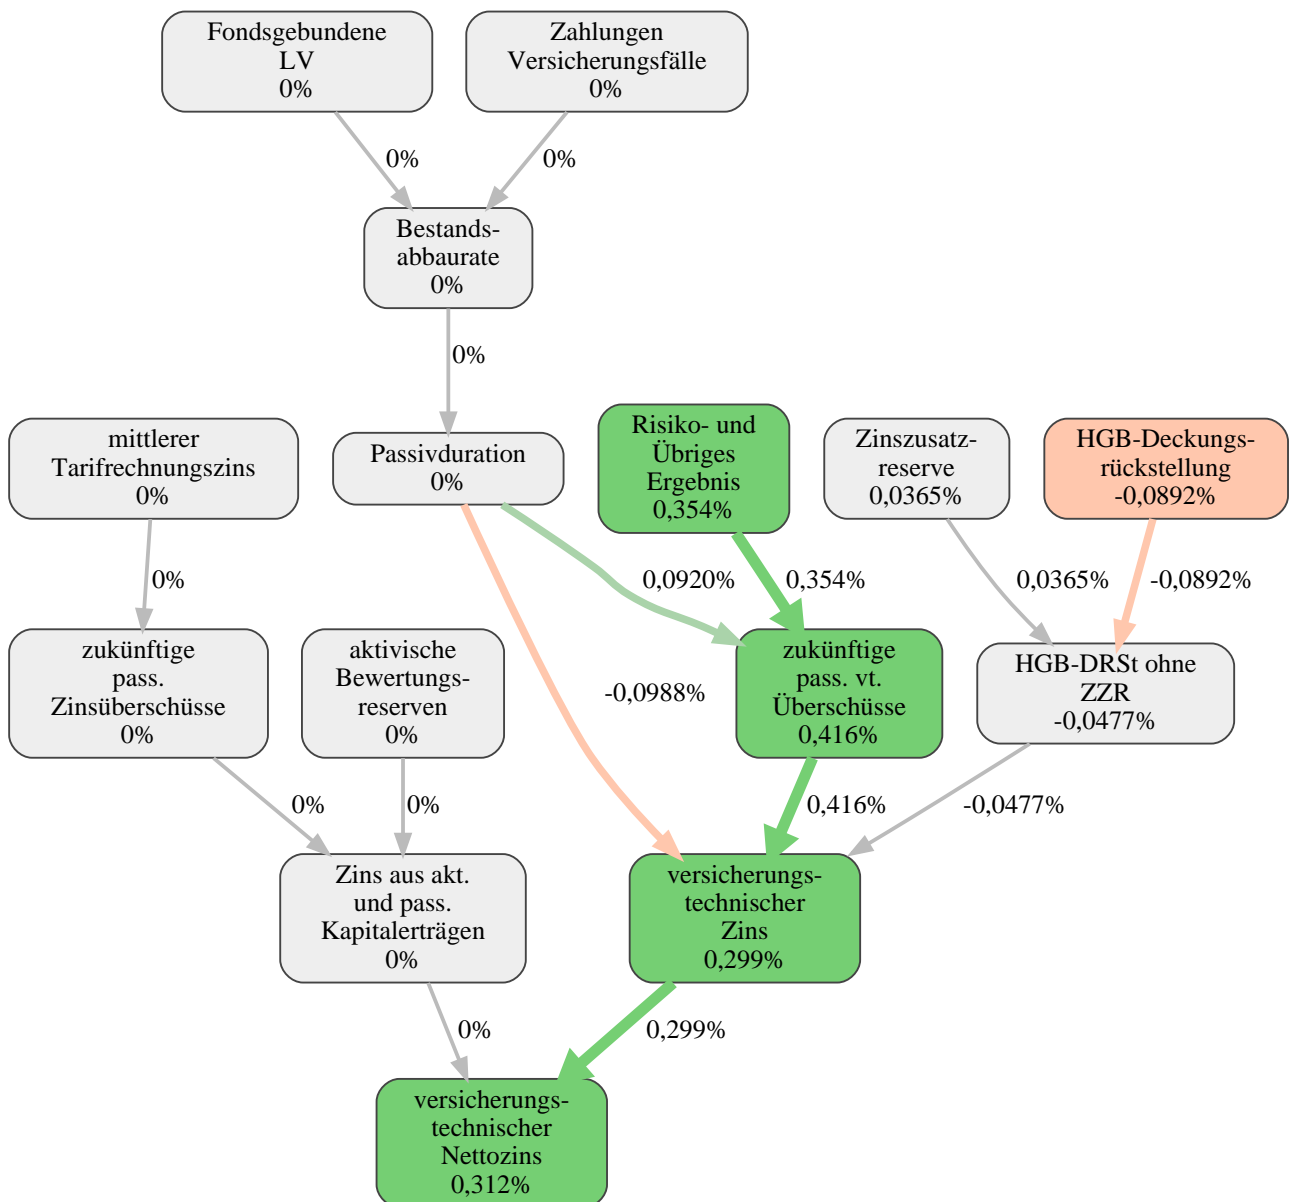 Fondsgebundene
LV
0%
Zahlungen
Versicherungsfälle
0%
0%
0%
Bestands-
abbaurate
0%
0%
mittlerer
Tarifrechnungszins
0%
Passivduration
0%
Risiko- und
Übriges
Ergebnis
0,354%
Zinszusatz-
reserve
0,0365%
HGB-Deckungs-
rückstellung
-0,0892%
0%
0,0920%
0,354%
0,0365%
-0,0892%
zukünftige
pass.
Zinsüberschüsse
0%
aktivische
Bewertungs-
reserven
0%
-0,0988%
zukünftige
pass. vt.
Überschüsse
0,416%
HGB-DRSt ohne
ZZR
-0,0477%
0%
0%
0,416%
-0,0477%
Zins aus akt.
und pass.
Kapitalerträgen
0%
versicherungs-
technischer
Zins
0,299%
0%
0,299%
versicherungs-
technischer
Nettozins
0,312%